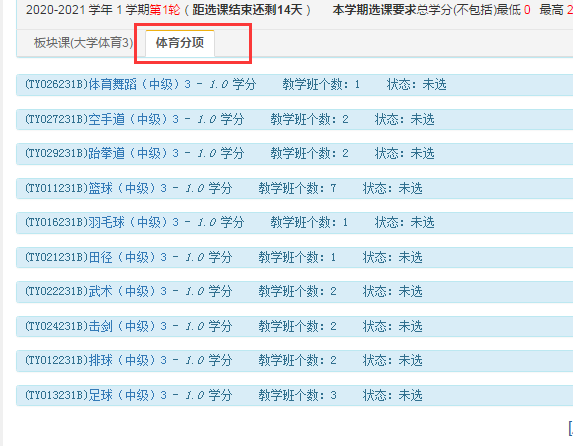 2020-2021 学年 1 学期第1轮（距选课结束还剩14天） 本学期选课要求总学分(不包括)最低 0 最高 2
板块课(大学体育3) 体育分项
(TY026231B)体育舞蹈（中级）3 - 1.0 学分 教学班个数：1 状态：未选
(TY027231B)空手道（中级）3 - 1.0 学分 教学班个数：2 状态：未选
(TY029231B)跆拳道（中级）3 - 1.0 学分 教学班个数：2 状态：未选
(TY011231B)篮球（中级）3 - 1.0 学分 教学班个数：7 状态：未选
(TY016231B)羽毛球（中级）3 - 1.0 学分 教学班个数：1 状态：未选
(TY021231B)田径（中级）3 - 1.0 学分 教学班个数：1 状态：未选
(TY022231B)武术（中级）3 - 1.0 学分 教学班个数：2 状态：未选
(TY024231B)击剑（中级）3 - 1.0 学分 教学班个数：2 状态：未选
(TY012231B)排球（中级）3 - 1.0 学分 教学班个数：2 状态：未选
(TY013231B)足球（中级）3 - 1.0 学分 教学班个数：3 状态：未选